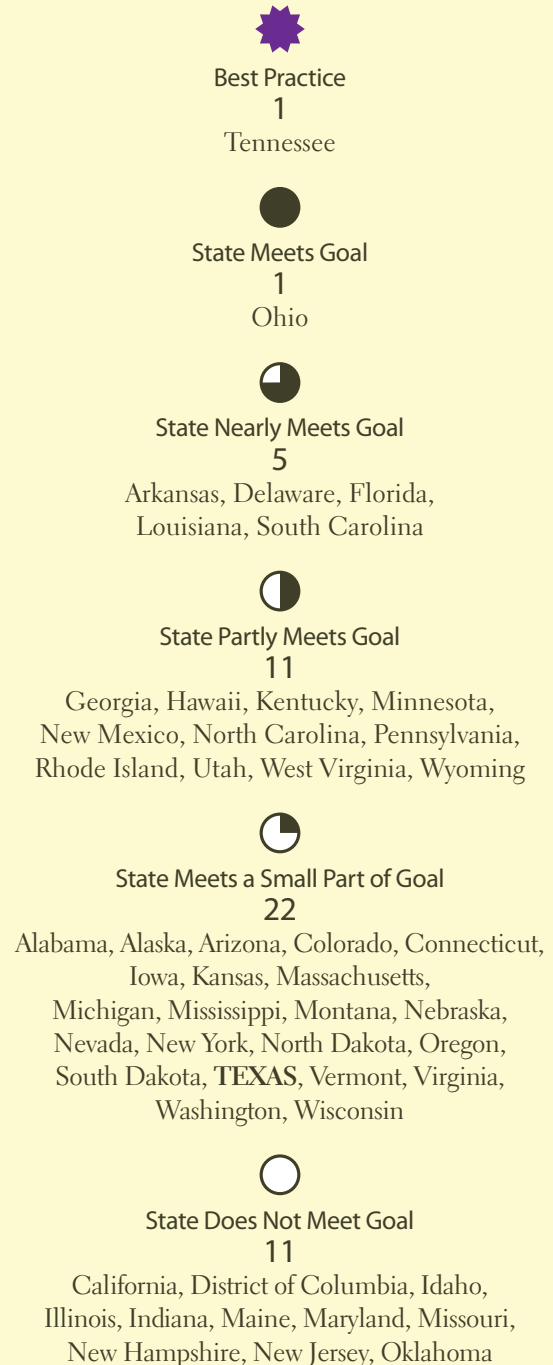 Best Practice
1
Tennessee
State Meets Goal
1
Ohio
State Nearly Meets Goal
5
Arkansas, Delaware, Florida,
Louisiana, South Carolina
State Partly Meets Goal
11
Georgia, Hawaii, Kentucky, Minnesota,
New Mexico, North Carolina, Pennsylvania,
Rhode Island, Utah, West Virginia, Wyoming
State Meets a Small Part of Goal
22
Alabama, Alaska, Arizona, Colorado, Connecticut,
Iowa, Kansas, Massachusetts,
Michigan, Mississippi, Montana, Nebraska,
Nevada, New York, North Dakota, Oregon,
South Dakota, TEXAS, Vermont, Virginia,
Washington, Wisconsin
State Does Not Meet Goal
11
California, District of Columbia, Idaho,
Illinois, Indiana, Maine, Maryland, Missouri,
New Hampshire, New Jersey, Oklahoma